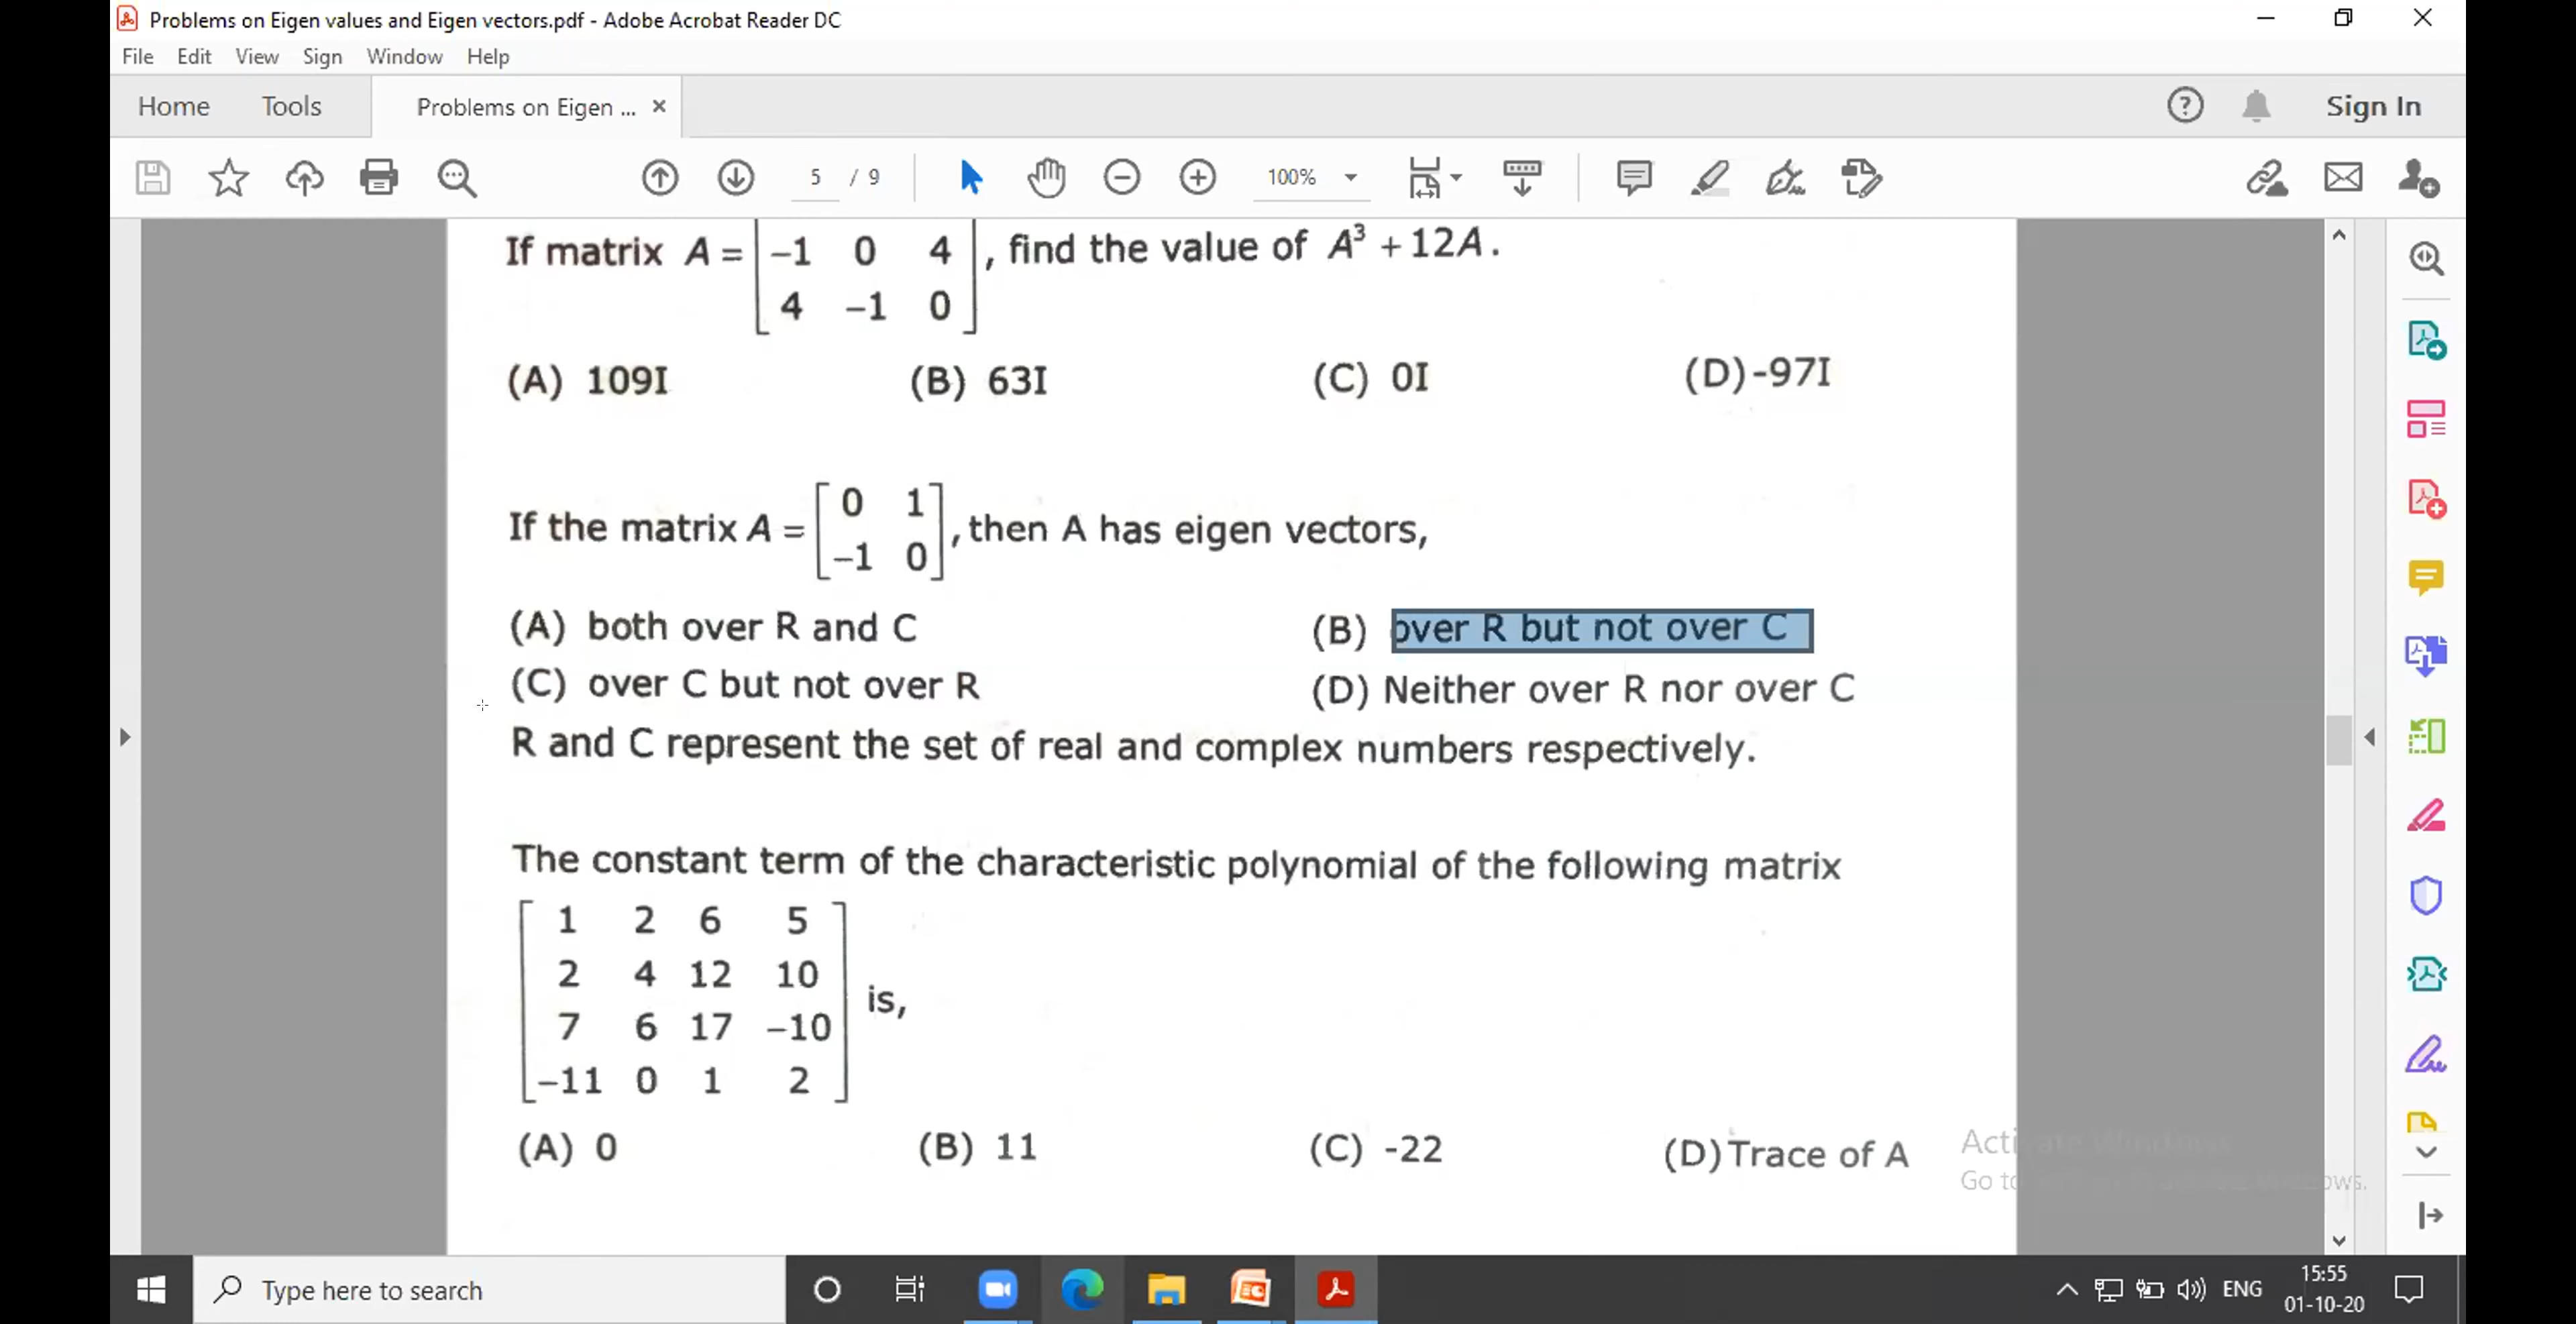 Problems on Eigen values and Eigen vectors.pdf - Adobe Acrobat Reader DC
File Edit View Sign Window Help
Home Tools Problems on Eigen ... × Sign In
5 / 9 100%
If matrix A = [ −1 0 4 , find the value of A³ + 12A.
4 −1 0 ]
(A) 109I (B) 63I (C) 0I (D) -97I
If the matrix A = [ 0 1 , then A has eigen vectors,
−1 0 ]
(A) both over R and C (B) over R but not over C
(C) over C but not over R (D) Neither over R nor over C
R and C represent the set of real and complex numbers respectively.
The constant term of the characteristic polynomial of the following matrix
1 2 6 5
2 4 12 10
is,
7 6 17 −10
−11 0 1 2
(A) 0 (B) 11 (C) -22 (D) Trace of A
Activate Windows
Go to
Type here to search
ENG 15:55
01-10-20